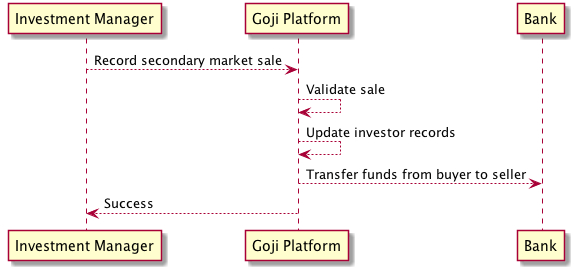 Investment Manager
Goji Platform
Bank
Record secondary market sale
Validate sale
Update investor records
Transfer funds from buyer to seller
Success
Investment Manager
Goji Platform
Bank